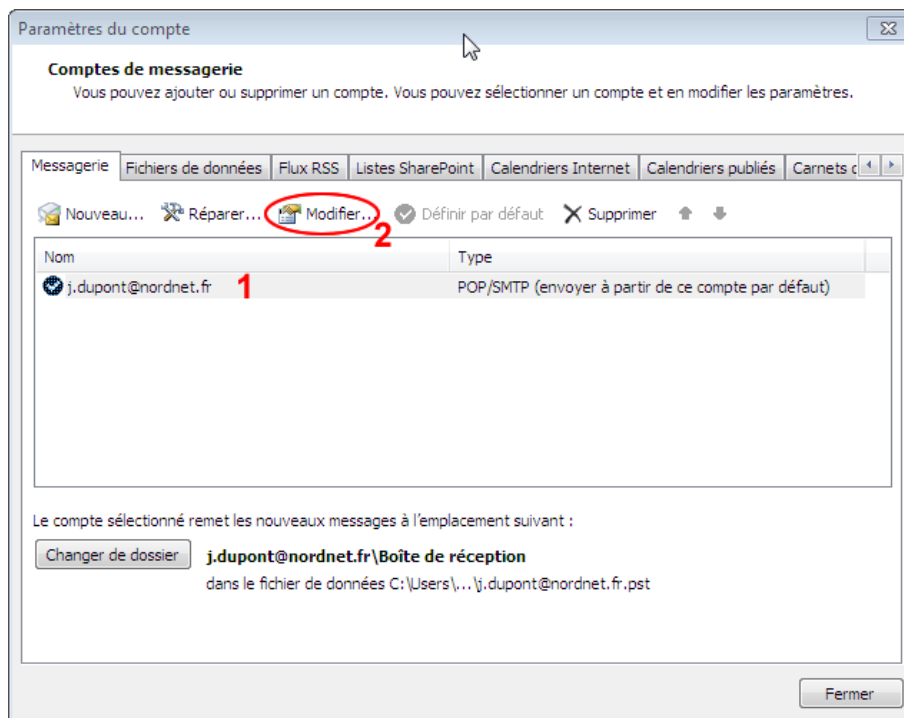 Paramètres du compte
Comptes de messagerie
Vous pouvez ajouter ou supprimer un compte. Vous pouvez sélectionner un compte et en modifier les paramètres.
Messagerie Fichiers de données Flux RSS Listes SharePoint Calendriers Internet Calendriers publiés Carnets
Nouveau... Réparer... Modifier... Définir par défaut Supprimer
2
Nom Type
j.dupont@nordnet.fr 1 POP/SMTP (envoyer à partir de ce compte par défaut)
Le compte sélectionné remet les nouveaux messages à l'emplacement suivant :
Changer de dossier j.dupont@nordnet.fr\Boîte de réception
dans le fichier de données C:\Users\...\j.dupont@nordnet.fr.pst
Fermer